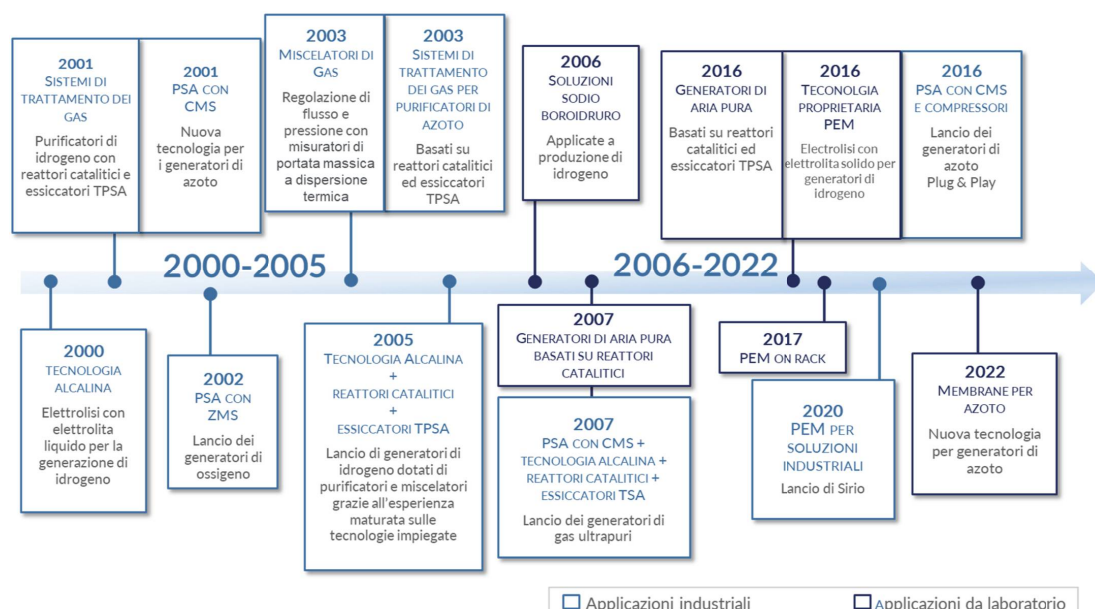 2001
SISTEMI DI
TRATTAMENTO DEI
GAS
Purificatori di
idrogeno con
reattori catalitici e
essiccatori TPSA
2001
PSA CON
CMS
Nuova
tecnologia per
i generatori di
azoto
2003
MISCELATORI DI
GAS
Regolazione di
flusso e
pressione con
misuratori di
portata massica
a dispersione
termica
2003
SISTEMI DI
TRATTAMENTO
DEI GAS PER
PURIFICATORI DI
AZOTO
Basati su
reattori catalitici
ed essiccatori
TPSA
2006
SOLUZIONI
SODIO
BOROIDRURO
Applicate a
produzione di
idrogeno
2016
GENERATORI DI
ARIA PURA
Basati su reattori
catalitici ed
essiccatori TPSA
2016
TECONOLGIA
PROPRIETARIA
PEM
Electrolisi con
elettrolita solido per
generatori di
idrogeno
2016
PSA CON CMS
E COMPRESSORI
Lancio dei
generatori di
azoto
Plug & Play
2000-2005
2006-2022
2000
TECNOLOGIA
ALCALINA
Elettrolisi con
elettrolita
liquido per la
generazione di
idrogeno
2002
PSA CON
ZMS
Lancio dei
generatori di
ossigeno
2005
TECNOLOGIA ALCALINA
+
REATTORI CATALITICI
+
ESSICCATORI TPSA
Lancio di generatori di
idrogeno dotati di
purificatori e miscelatori
grazie all'esperienza
maturata sulle
tecnologie impiegate
2007
GENERATORI DI ARIA PURA
BASATI SU REATTORI
CATALITICI
2007
PSA CON CMS +
TECNOLOGIA ALCALINA +
REATTORI CATALITICI +
ESSICCATORI TSA
Lancio dei generatori di
gas ultrapuri
2017
PEM ON RACK
2020
PEM PER
SOLUZIONI
INDUSTRIALI
Lancio di Sirio
2022
MEMBRANE PER
AZOTO
Nuova tecnologia
per generatori di
azoto
Applicazioni industriali
Applicazioni da laboratorio